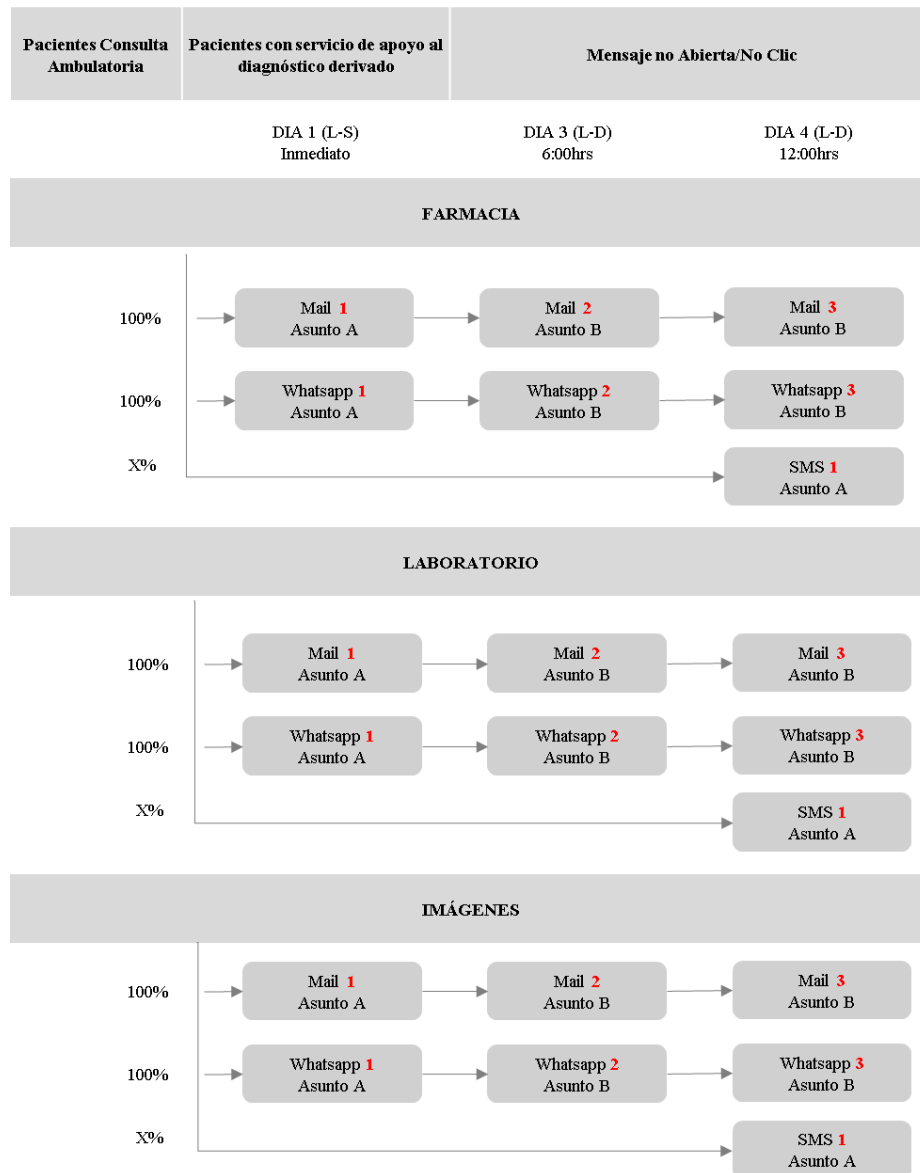 Pacientes Consulta
Ambulatoria
Pacientes con servicio de apoyo al
diagnóstico derivado
Mensaje no Abierta/No Clic
DIA 1 (L-S)
Inmediato
DIA 3 (L-D)
6:00hrs
DIA 4 (L-D)
12:00hrs
FARMACIA
100%
Mail 1
Asunto A
Mail 2
Asunto B
Mail 3
Asunto B
100%
Whatsapp 1
Asunto A
Whatsapp 2
Asunto B
Whatsapp 3
Asunto B
X%
SMS 1
Asunto A
LABORATORIO
100%
Mail 1
Asunto A
Mail 2
Asunto B
Mail 3
Asunto B
100%
Whatsapp 1
Asunto A
Whatsapp 2
Asunto B
Whatsapp 3
Asunto B
X%
SMS 1
Asunto A
IMÁGENES
100%
Mail 1
Asunto A
Mail 2
Asunto B
Mail 3
Asunto B
100%
Whatsapp 1
Asunto A
Whatsapp 2
Asunto B
Whatsapp 3
Asunto B
X%
SMS 1
Asunto A